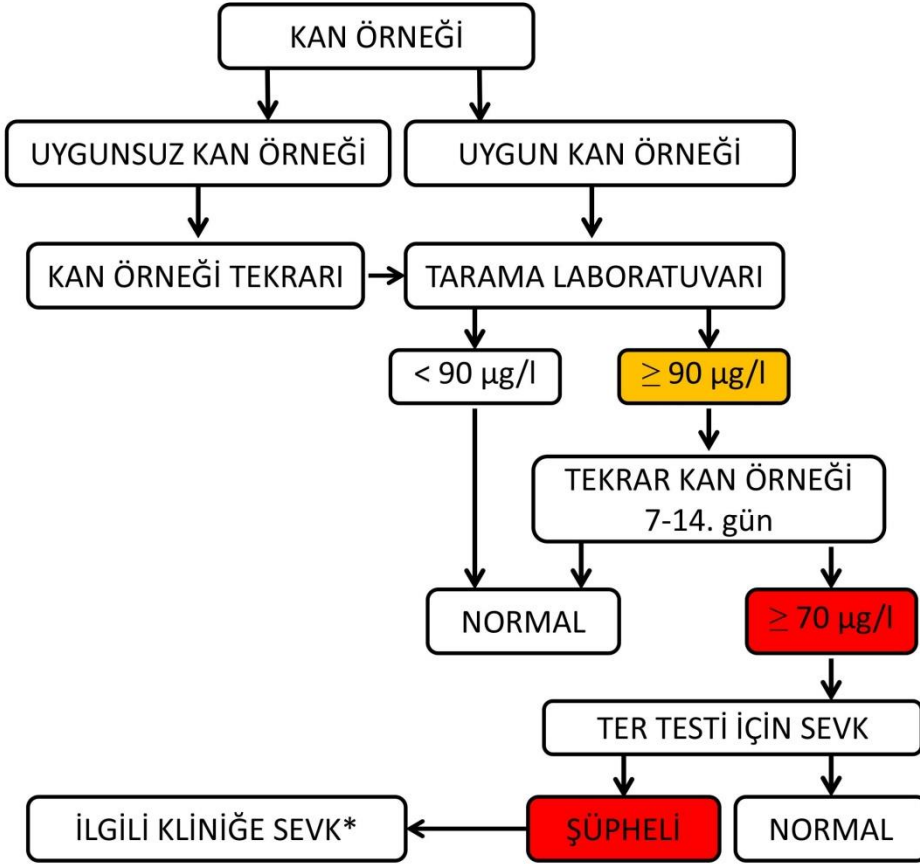 KAN ÖRNEĞİ
UYGUNSUZ KAN ÖRNEĞİ
UYGUN KAN ÖRNEĞİ
KAN ÖRNEĞİ TEKRARI
TARAMA LABORATUVARI
< 90 µg/l
≥ 90 µg/l
TEKRAR KAN ÖRNEĞİ
7-14. gün
NORMAL
≥ 70 µg/l
TER TESTİ İÇİN SEVK
İLGİLİ KLİNİĞE SEVK*
ŞÜPHELİ
NORMAL